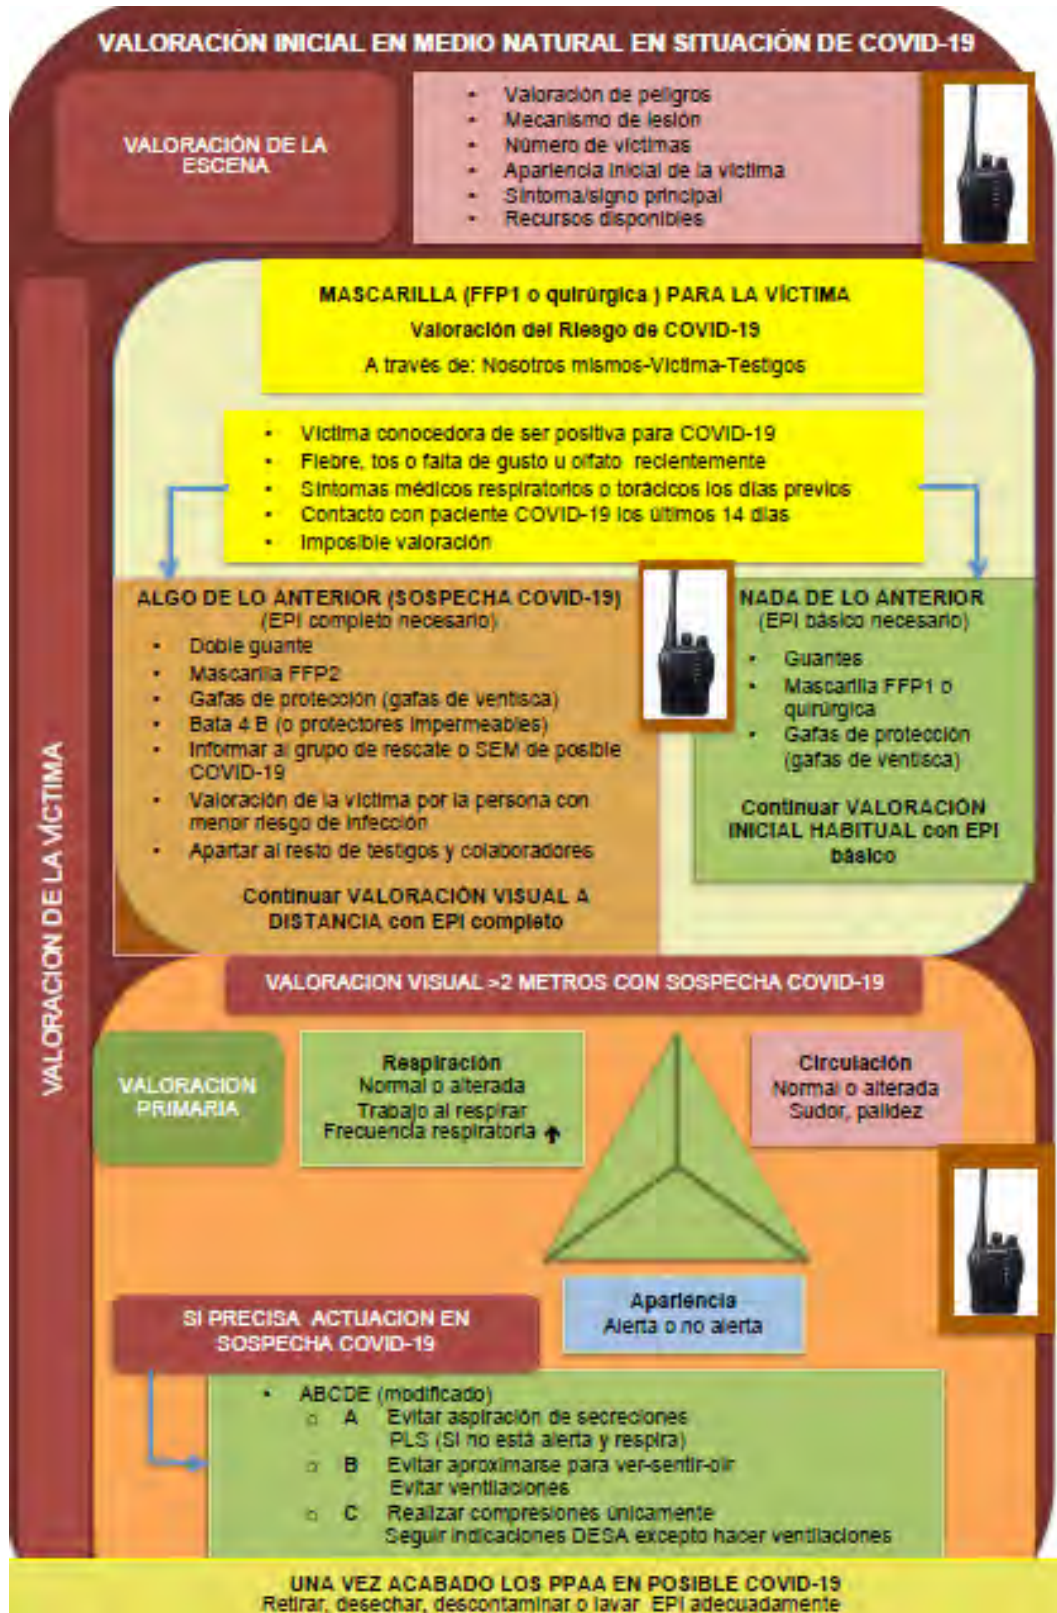 VALORACIÓN INICIAL EN MEDIO NATURAL EN SITUACIÓN DE COVID-19
VALORACIÓN DE LA
ESCENA
• Valoración de peligros
• Mecanismo de lesión
• Número de víctimas
• Apariencia inicial de la víctima
• Síntoma/signo principal
• Recursos disponibles
VALORACION DE LA VÍCTIMA
MASCARILLA (FFP1 o quirúrgica ) PARA LA VÍCTIMA
Valoración del Riesgo de COVID-19
A través de: Nosotros mismos-Victima-Testigos
• Víctima conocedora de ser positiva para COVID-19
• Fiebre, tos o falta de gusto u olfato recientemente
• Síntomas médicos respiratorios o torácicos los días previos
• Contacto con paciente COVID-19 los últimos 14 días
• Imposible valoración
ALGO DE LO ANTERIOR (SOSPECHA COVID-19)
(EPI completo necesario)
• Doble guante
• Mascarilla FFP2
• Gafas de protección (gafas de ventisca)
• Bata 4 B (o protectores impermeables)
• Informar al grupo de rescate o SEM de posible
COVID-19
• Valoración de la víctima por la persona con
menor riesgo de infección
• Apartar al resto de testigos y colaboradores
Continuar VALORACIÓN VISUAL A
DISTANCIA con EPI completo
NADA DE LO ANTERIOR
(EPI básico necesario)
• Guantes
• Mascarilla FFP1 o
quirúrgica
• Gafas de protección
(gafas de ventisca)
Continuar VALORACIÓN
INICIAL HABITUAL con EPI
básico
VALORACION VISUAL >2 METROS CON SOSPECHA COVID-19
VALORACION
PRIMARIA
Respiración
Normal o alterada
Trabajo al respirar
Frecuencia respiratoria ↑
Circulación
Normal o alterada
Sudor, palidez
Apariencia
Alerta o no alerta
SI PRECISA ACTUACION EN
SOSPECHA COVID-19
• ABCDE (modificado)
o A Evitar aspiración de secreciones
PLS (Si no está alerta y respira)
o B Evitar aproximarse para ver-sentir-oir
Evitar ventilaciones
o C Realizar compresiones únicamente
Seguir indicaciones DESA excepto hacer ventilaciones
UNA VEZ ACABADO LOS PPAA EN POSIBLE COVID-19
Retirar, desechar, descontaminar o lavar EPI adecuadamente